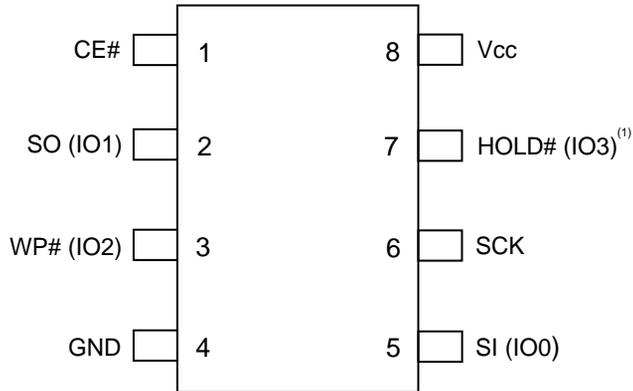 CE# 1 8 Vcc
SO (IO1) 2 7 HOLD# (IO3)(1)
WP# (IO2) 3 6 SCK
GND 4 5 SI (IO0)